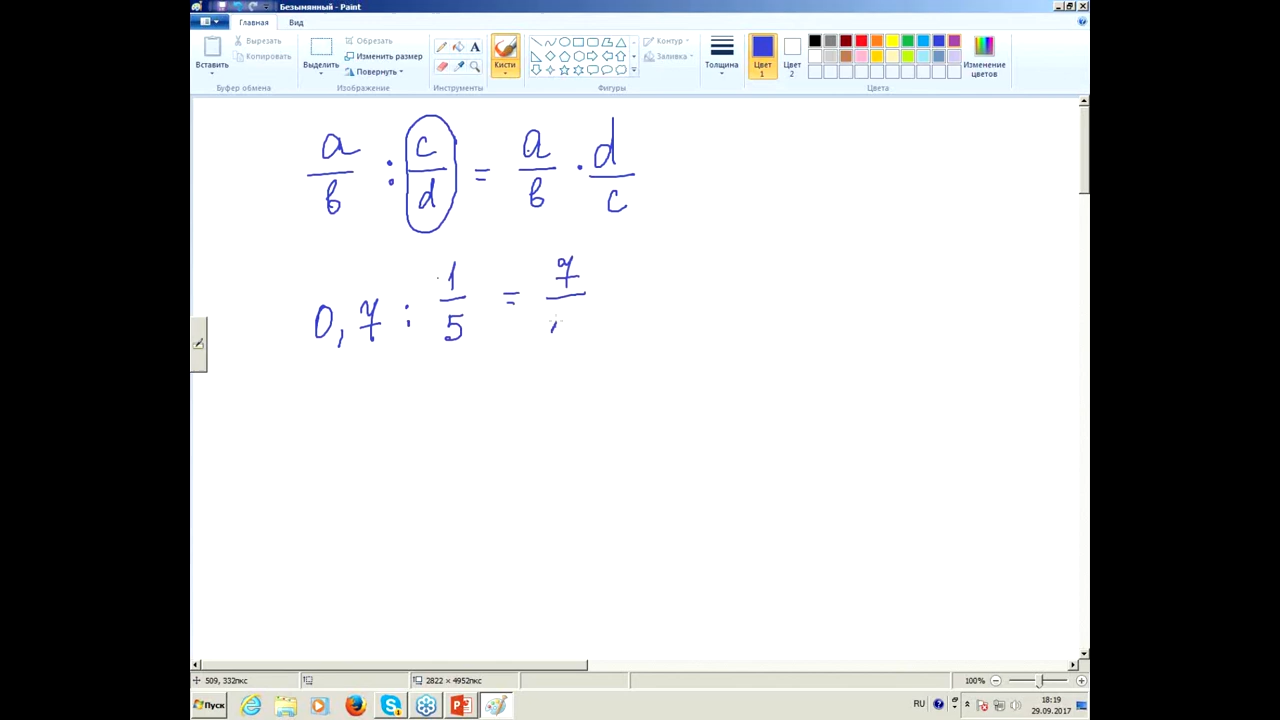 Безымянный - Paint
Главная Вид
Вставить
Вырезать
Копировать
Буфер обмена
Выделить
Обрезать
Изменить размер
Повернуть
Изображение
A
Инструменты
Кисти
Фигуры
Контур
Заливка
Толщина
Цвет 1
Цвет 2
Изменение цветов
Цвета
a/b : c/d = a/b · d/c
0,7 : 1/5 = 7/
509, 332пкс
2822 × 4952пкс
100%
Пуск
RU
18:19
29.09.2017